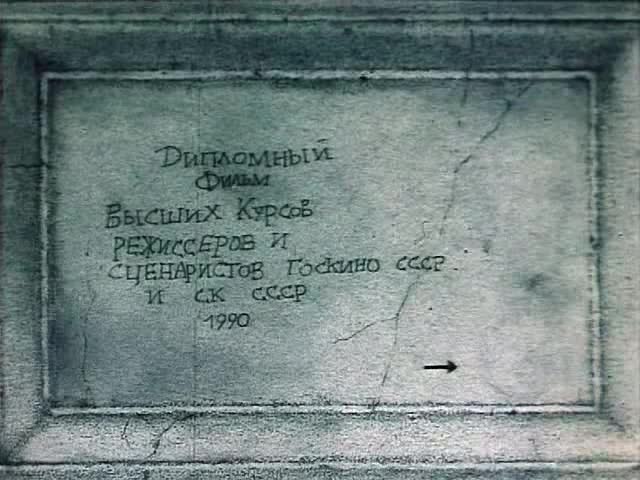 Дипломный
Фильм
Высших Курсов
режиссеров и
сценаристов Госкино СССР
и СК СССР
1990